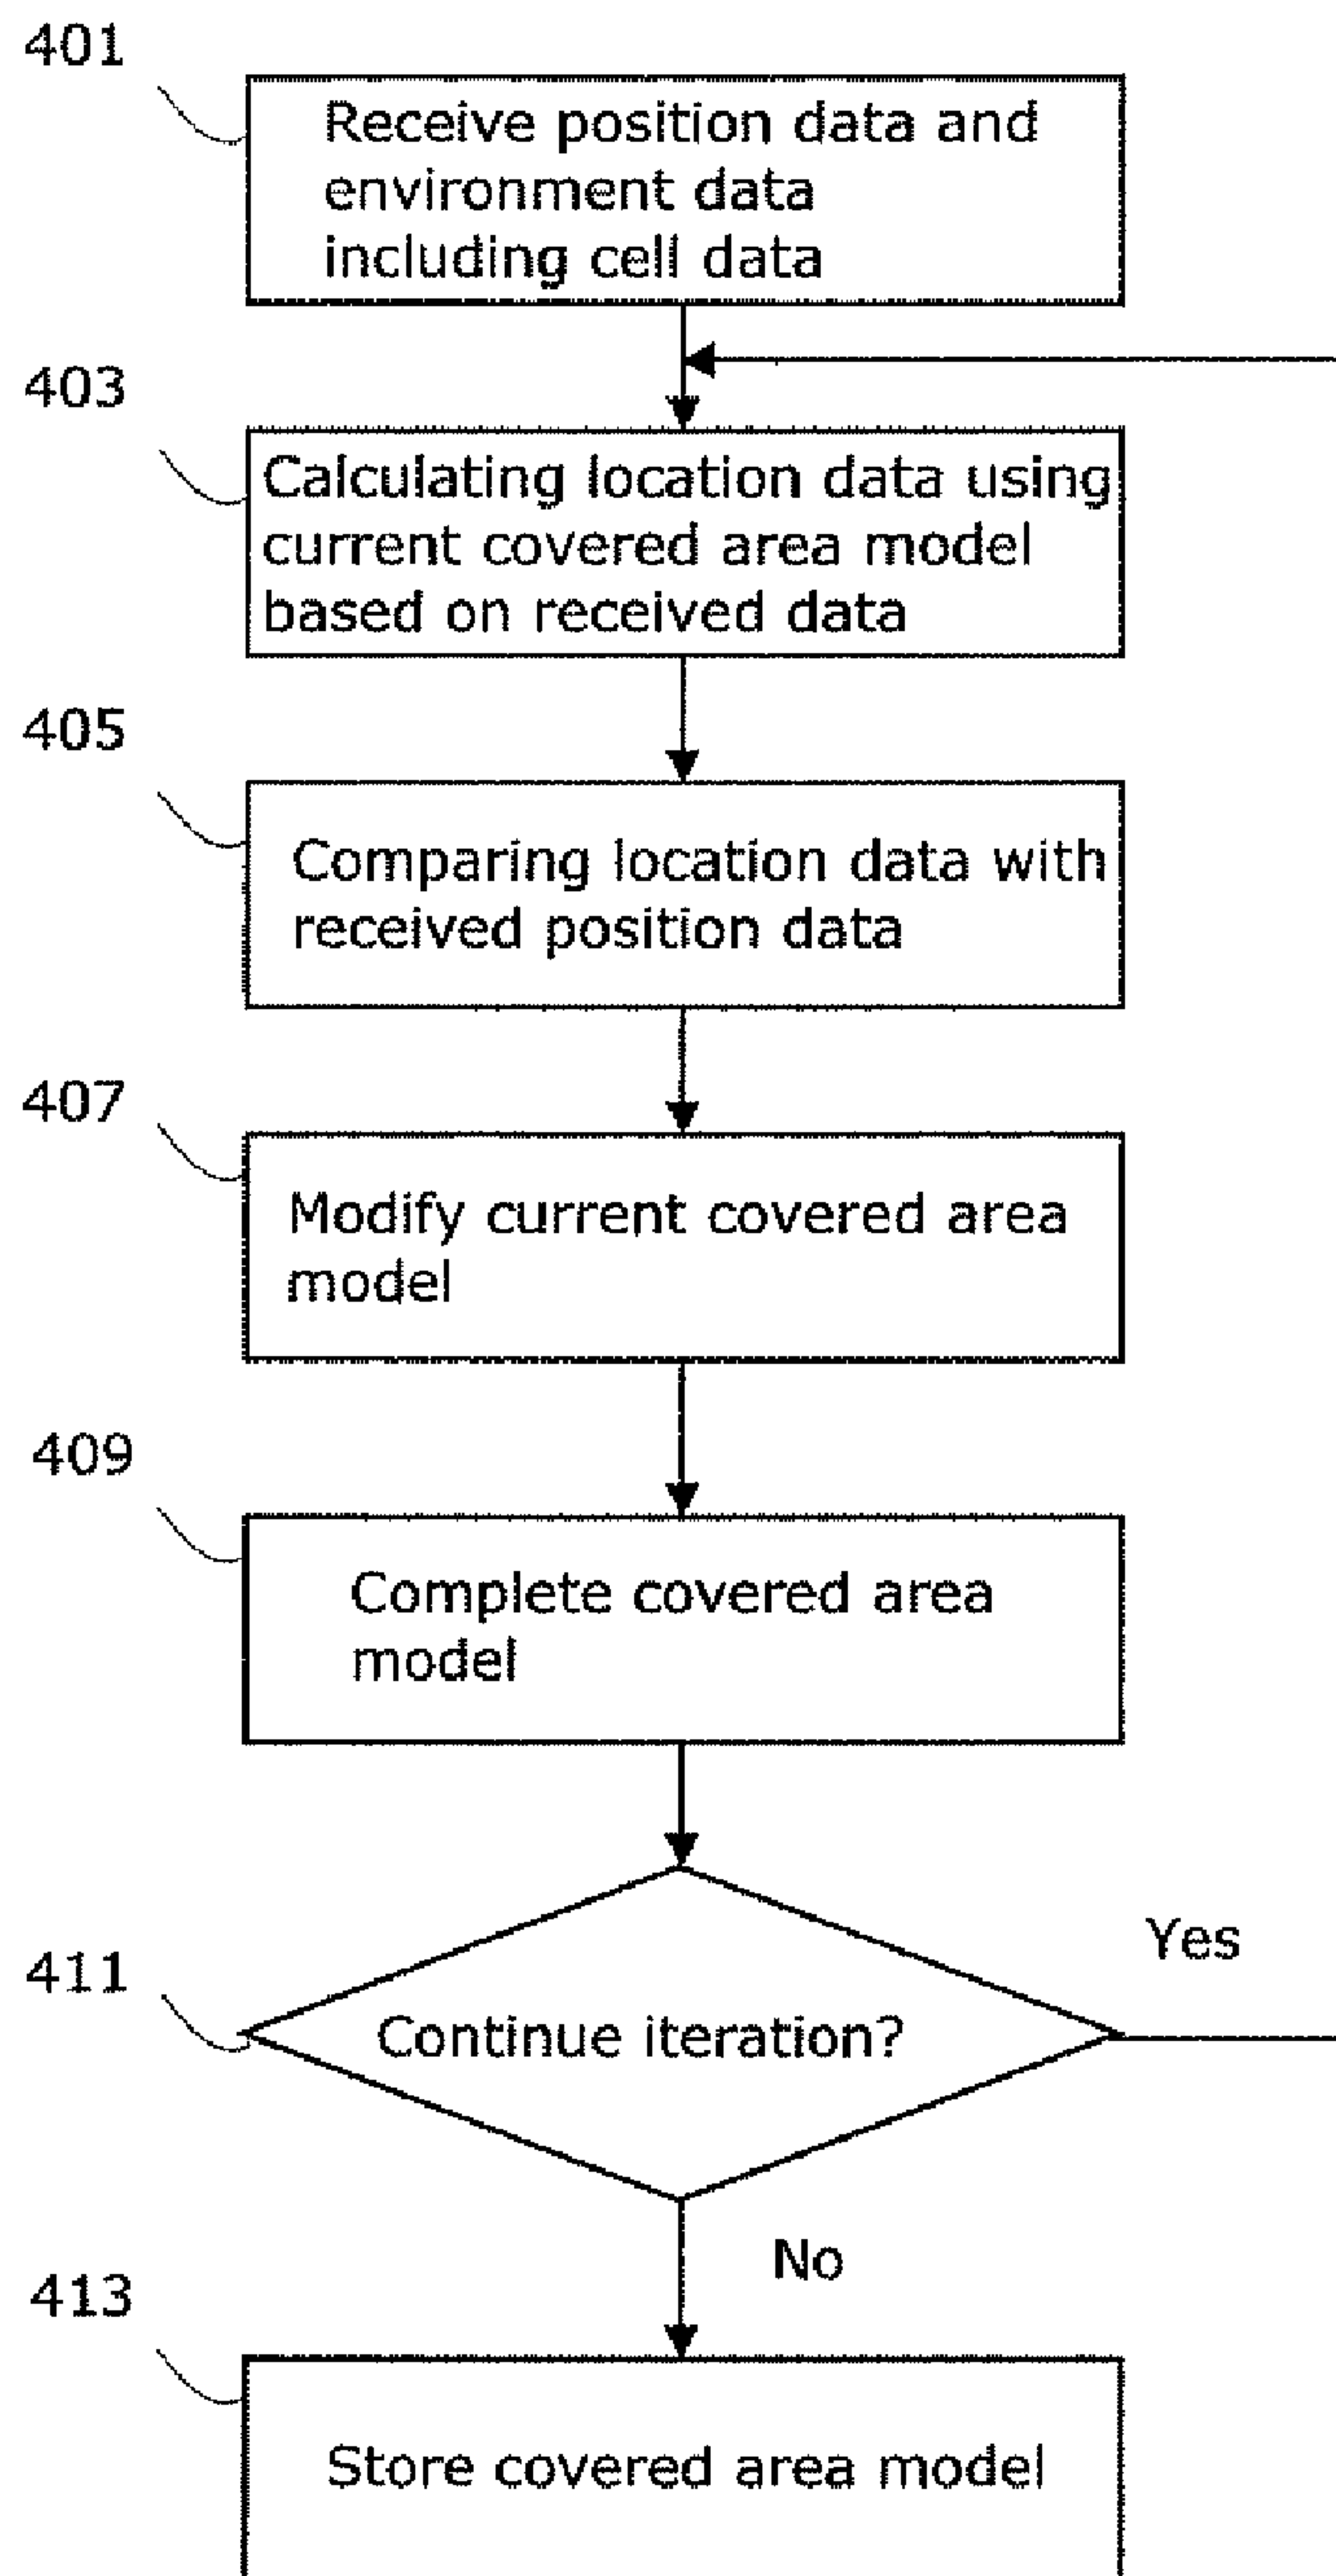 401
Receive position data and
environment data
including cell data
403
Calculating location data using
current covered area model
based on received data
405
Comparing location data with
received position data
407
Modify current covered area
model
409
Complete covered area
model
411
Continue iteration?
Yes
No
413
Store covered area model